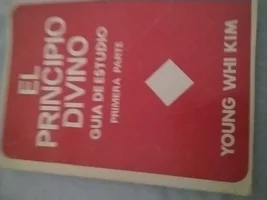 EL
PRINCIPIO
DIVINO
GUIA DE ESTUDIO
PRIMERA PARTE
YOUNG WHI KIM